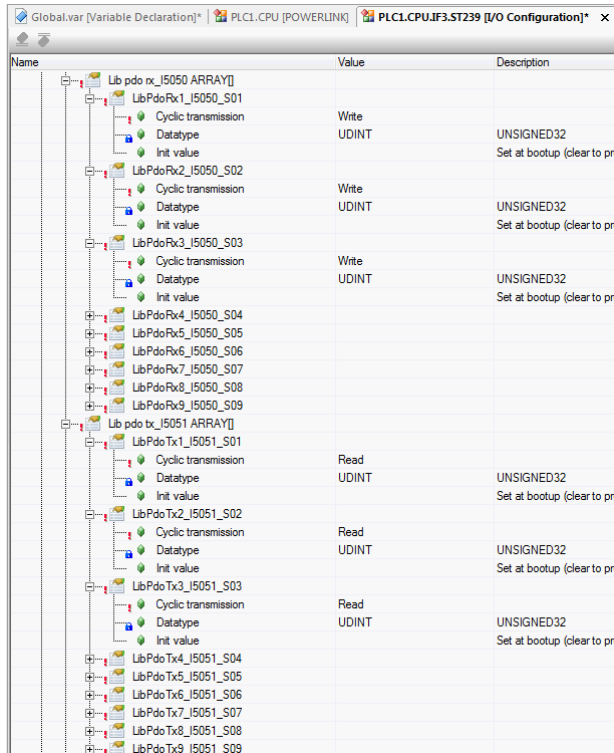 Global.var [Variable Declaration]* PLC1.CPU [POWERLINK] PLC1.CPU.IF3.ST239 [I/O Configuration]* ×
Name Value Description
Lib pdo rx_I5050 ARRAY[]
LibPdoRx1_I5050_S01
Cyclic transmission Write
Datatype UDINT UNSIGNED32
Init value Set at bootup (clear to pr
LibPdoRx2_I5050_S02
Cyclic transmission Write
Datatype UDINT UNSIGNED32
Init value Set at bootup (clear to pr
LibPdoRx3_I5050_S03
Cyclic transmission Write
Datatype UDINT UNSIGNED32
Init value Set at bootup (clear to pr
LibPdoRx4_I5050_S04
LibPdoRx5_I5050_S05
LibPdoRx6_I5050_S06
LibPdoRx7_I5050_S07
LibPdoRx8_I5050_S08
LibPdoRx9_I5050_S09
Lib pdo tx_I5051 ARRAY[]
LibPdoTx1_I5051_S01
Cyclic transmission Read
Datatype UDINT UNSIGNED32
Init value Set at bootup (clear to pr
LibPdoTx2_I5051_S02
Cyclic transmission Read
Datatype UDINT UNSIGNED32
Init value Set at bootup (clear to pr
LibPdoTx3_I5051_S03
Cyclic transmission Read
Datatype UDINT UNSIGNED32
Init value Set at bootup (clear to pr
LibPdoTx4_I5051_S04
LibPdoTx5_I5051_S05
LibPdoTx6_I5051_S06
LibPdoTx7_I5051_S07
LibPdoTx8_I5051_S08
LibPdoTx9_I5051_S09